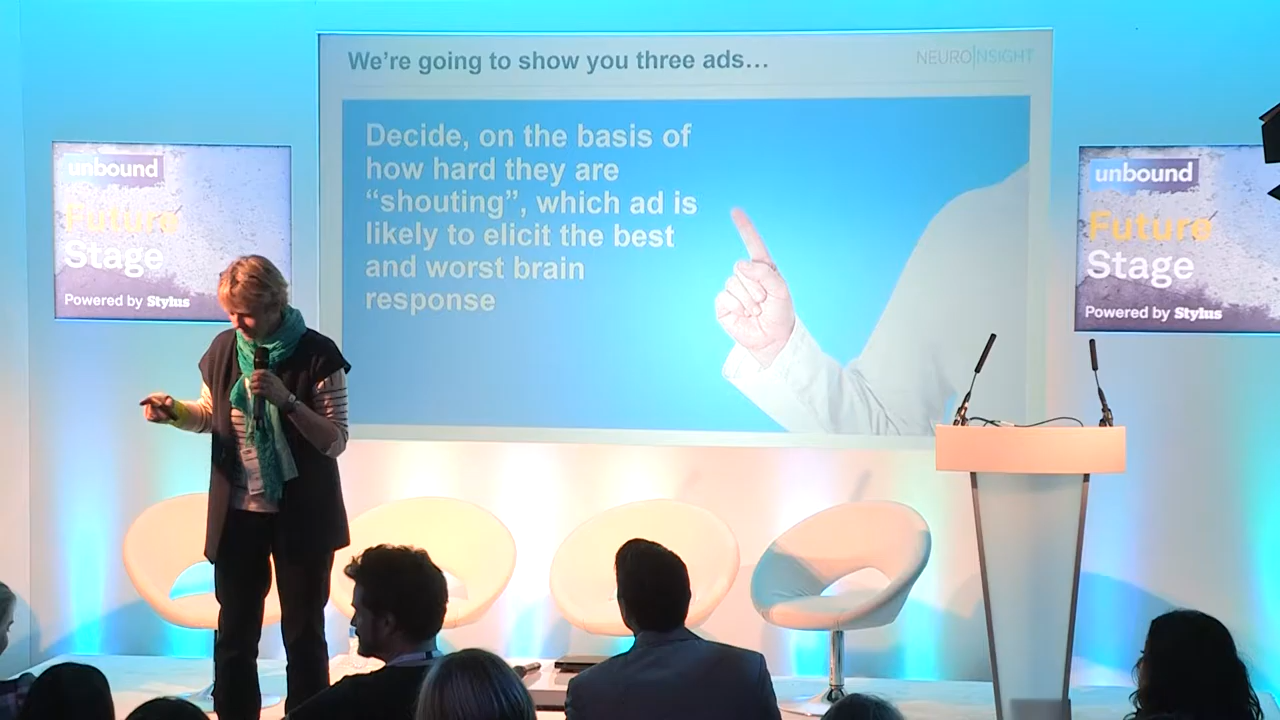 We're going to show you three ads...
NEUROINSIGHT
Decide, on the basis of
how hard they are
“shouting”, which ad is
likely to elicit the best
and worst brain
response
unbound
Future
Stage
Powered by Stylus
unbound
Future
Stage
Powered by Stylus